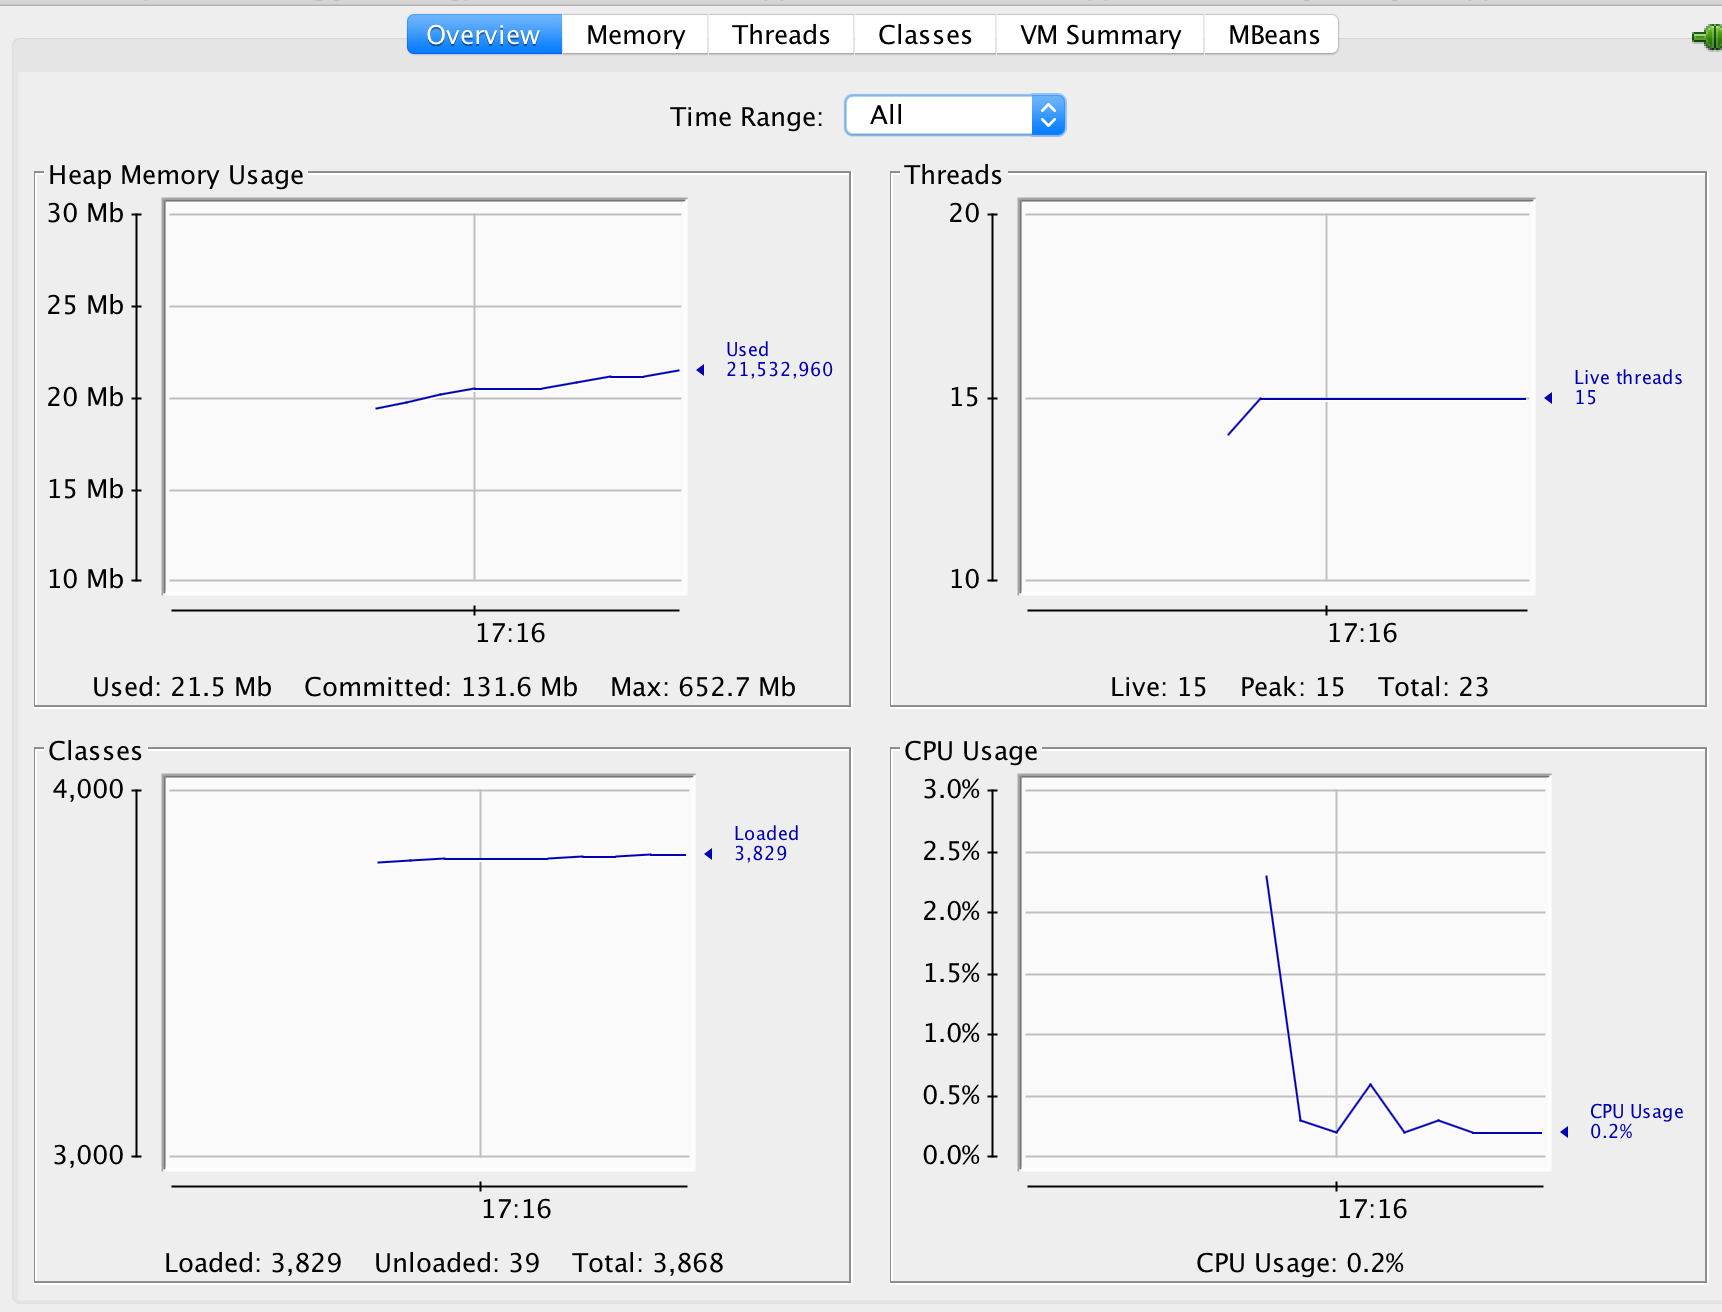 Overview Memory Threads Classes VM Summary MBeans
Time Range: All
Heap Memory Usage
30 Mb
25 Mb
20 Mb
15 Mb
10 Mb
Used
21,532,960
17:16
Used: 21.5 Mb Committed: 131.6 Mb Max: 652.7 Mb
Threads
20
15
10
Live threads
15
17:16
Live: 15 Peak: 15 Total: 23
Classes
4,000
3,000
Loaded
3,829
17:16
Loaded: 3,829 Unloaded: 39 Total: 3,868
CPU Usage
3.0%
2.5%
2.0%
1.5%
1.0%
0.5%
0.0%
CPU Usage
0.2%
17:16
CPU Usage: 0.2%